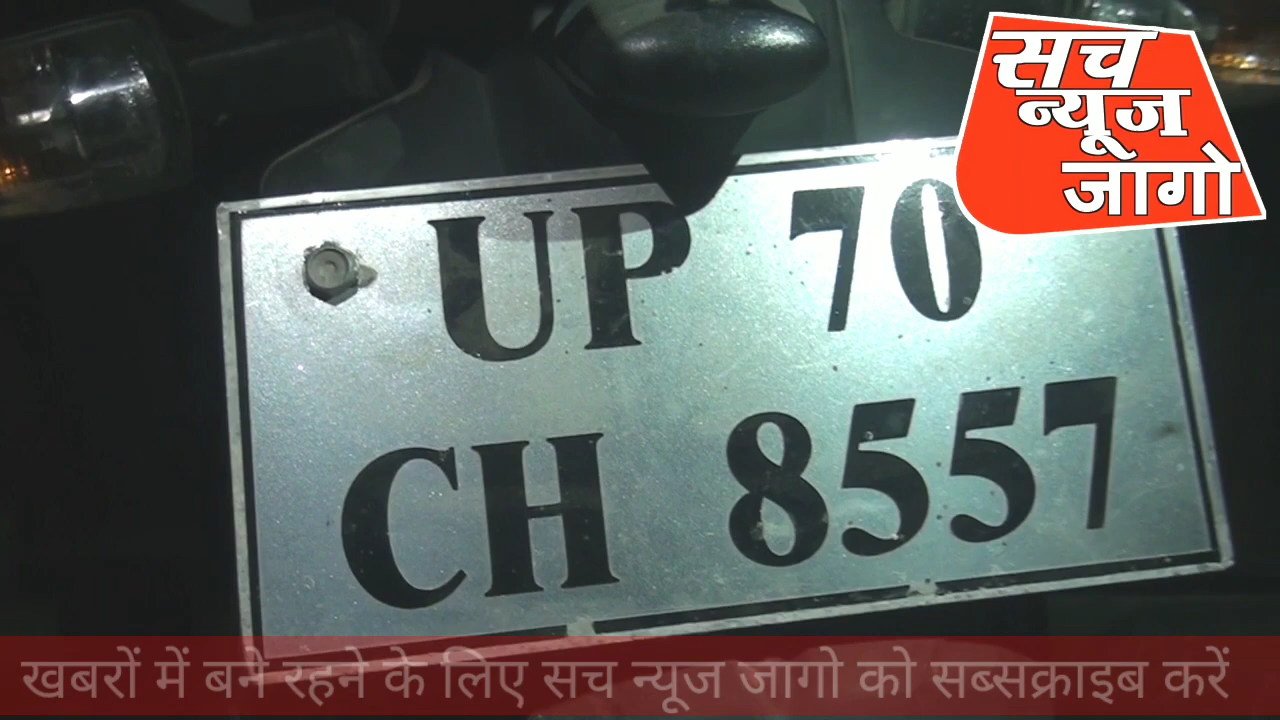 सच
न्यूज
जागो
UP 70
CH 8557
खबरों में बने रहने के लिए सच न्यूज जागो को सब्सक्राइब करें